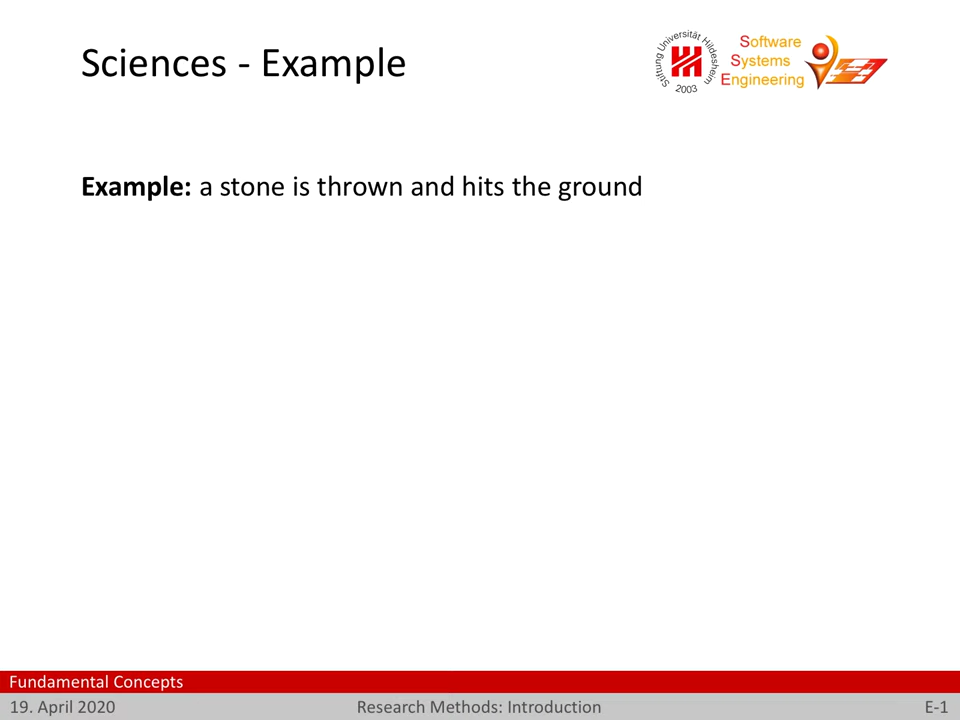 Sciences - Example
Stiftung Universität Hildesheim
2003
Software
Systems
Engineering
Example: a stone is thrown and hits the ground
Fundamental Concepts
19. April 2020 Research Methods: Introduction E-1